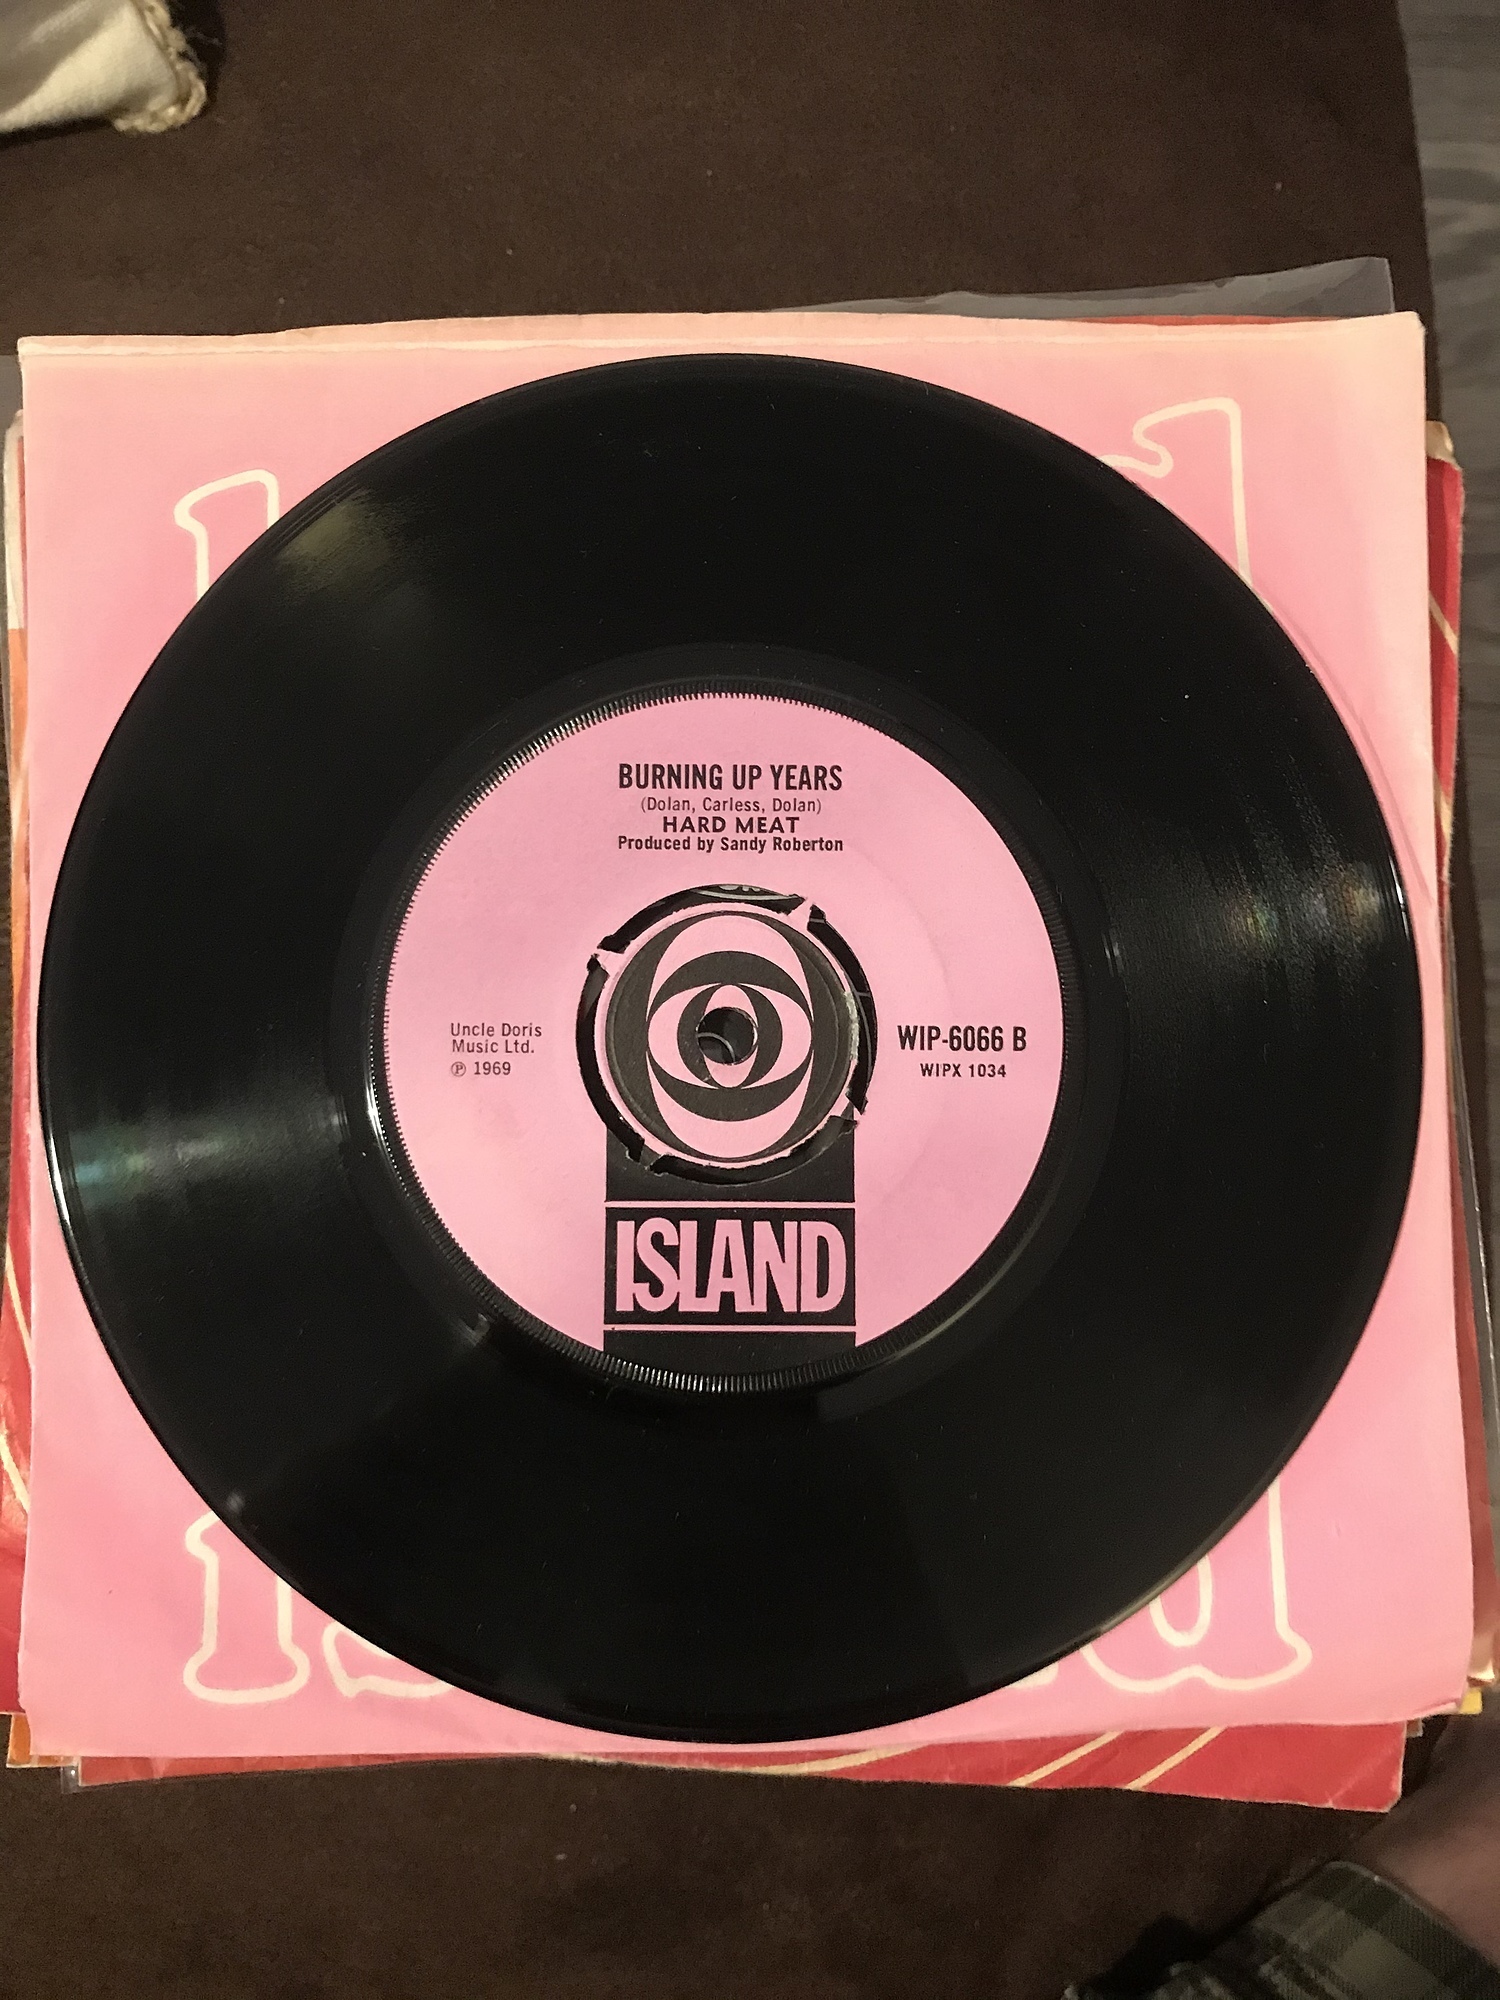 BURNING UP YEARS
(Dolan, Carless, Dolan)
HARD MEAT
Produced by Sandy Roberton
Uncle Doris
Music Ltd.
Ⓟ 1969
WIP-6066 B
WIPX 1034
ISLAND